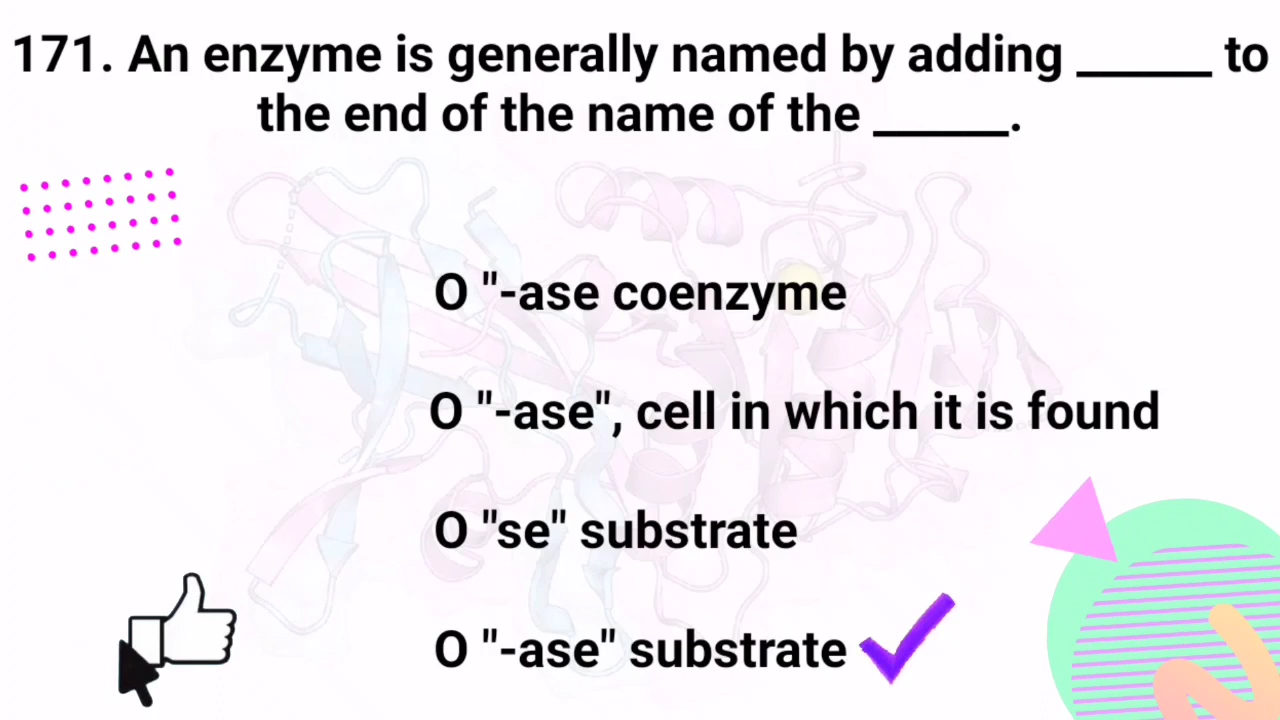 171. An enzyme is generally named by adding ______ to
the end of the name of the ______.
O "-ase coenzyme
O "-ase", cell in which it is found
O "se" substrate
O "-ase" substrate